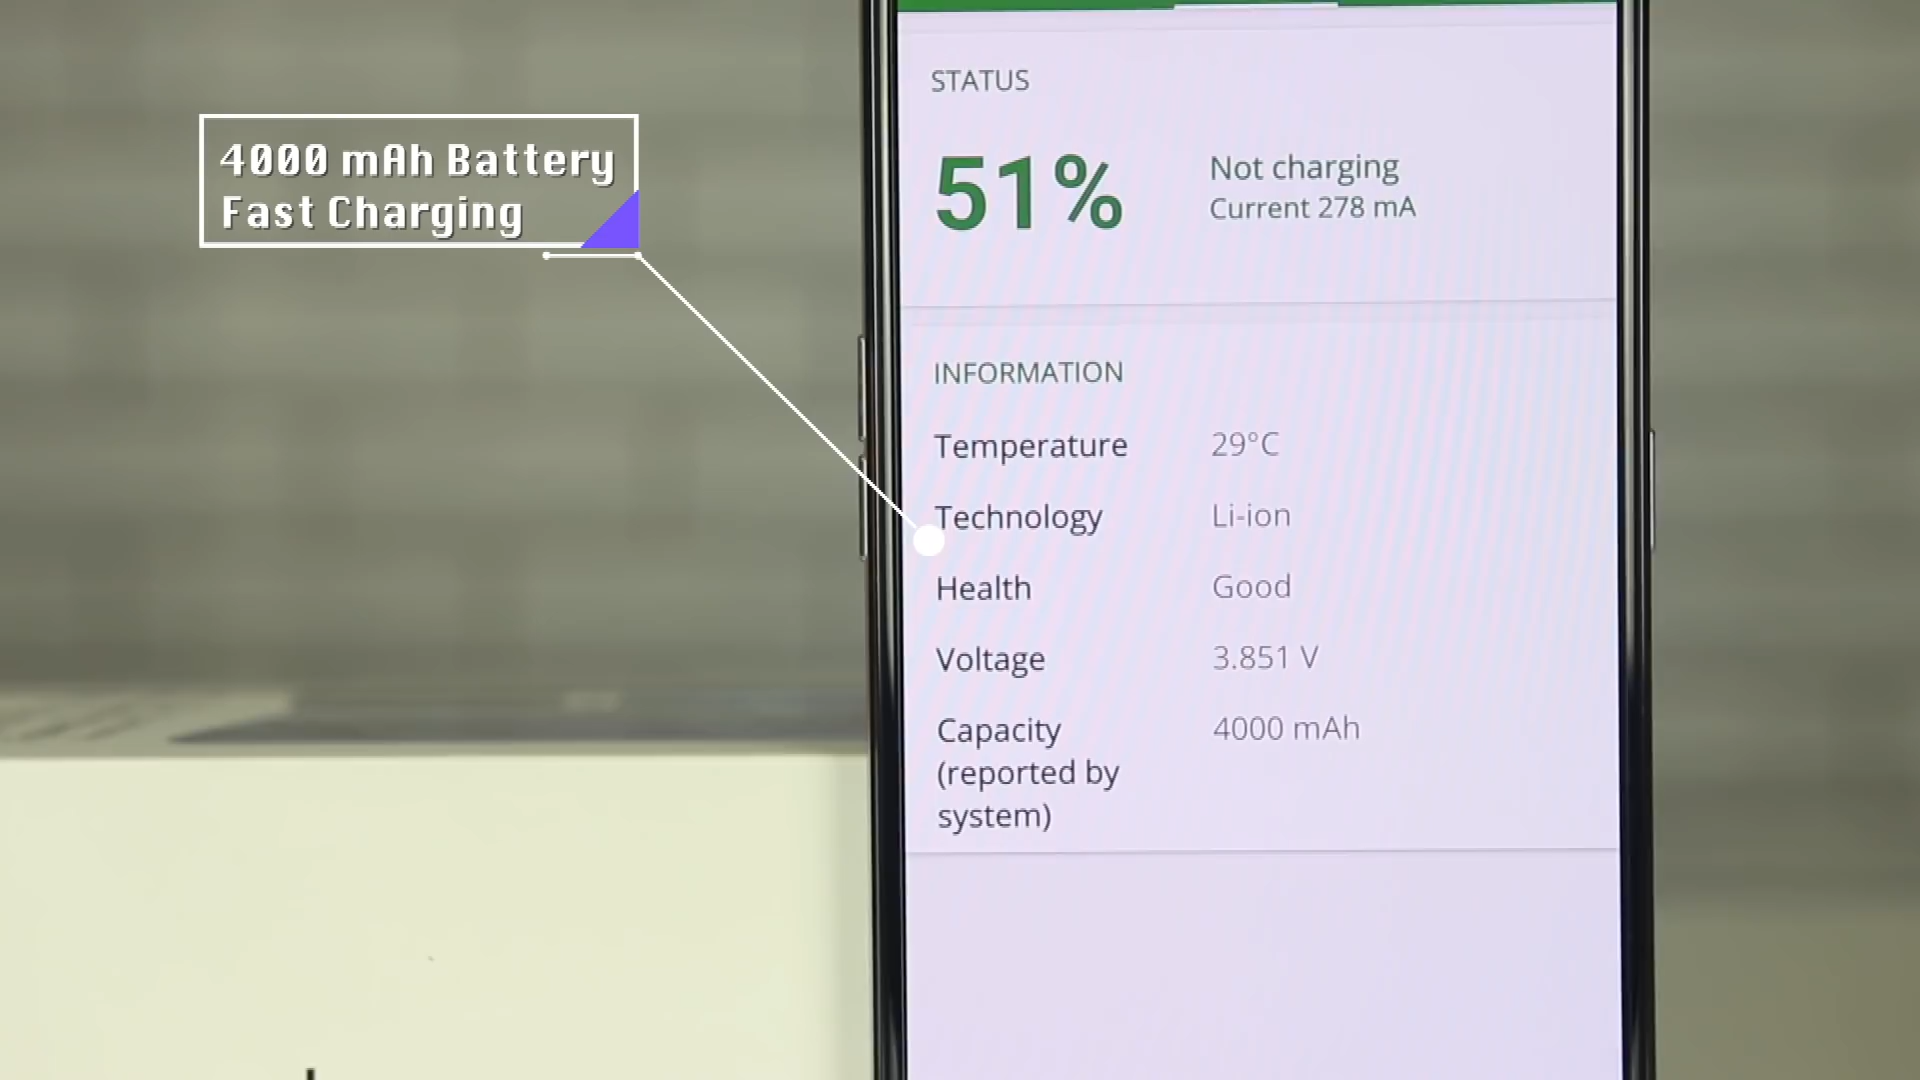 4000 mAh Battery
Fast Charging
STATUS
51%
Not charging
Current 278 mA
INFORMATION
Temperature 29°C
Technology Li-ion
Health Good
Voltage 3.851 V
Capacity 4000 mAh
(reported by
system)